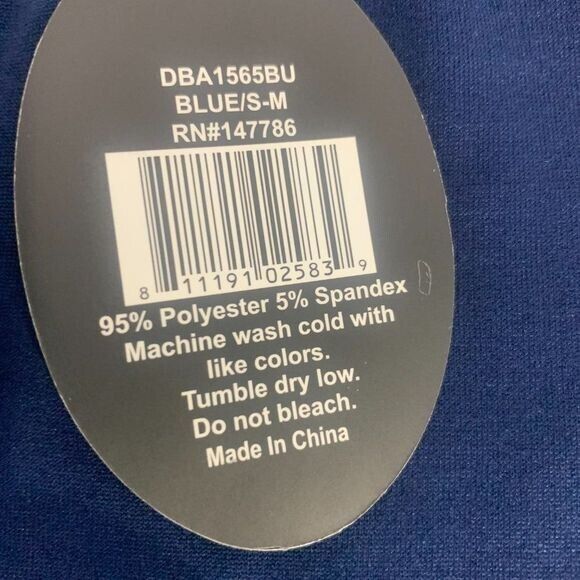 DBA1565BU
BLUE/S-M
RN#147786
8 11191 02583 9
95% Polyester 5% Spandex
Machine wash cold with
like colors.
Tumble dry low.
Do not bleach.
Made In China